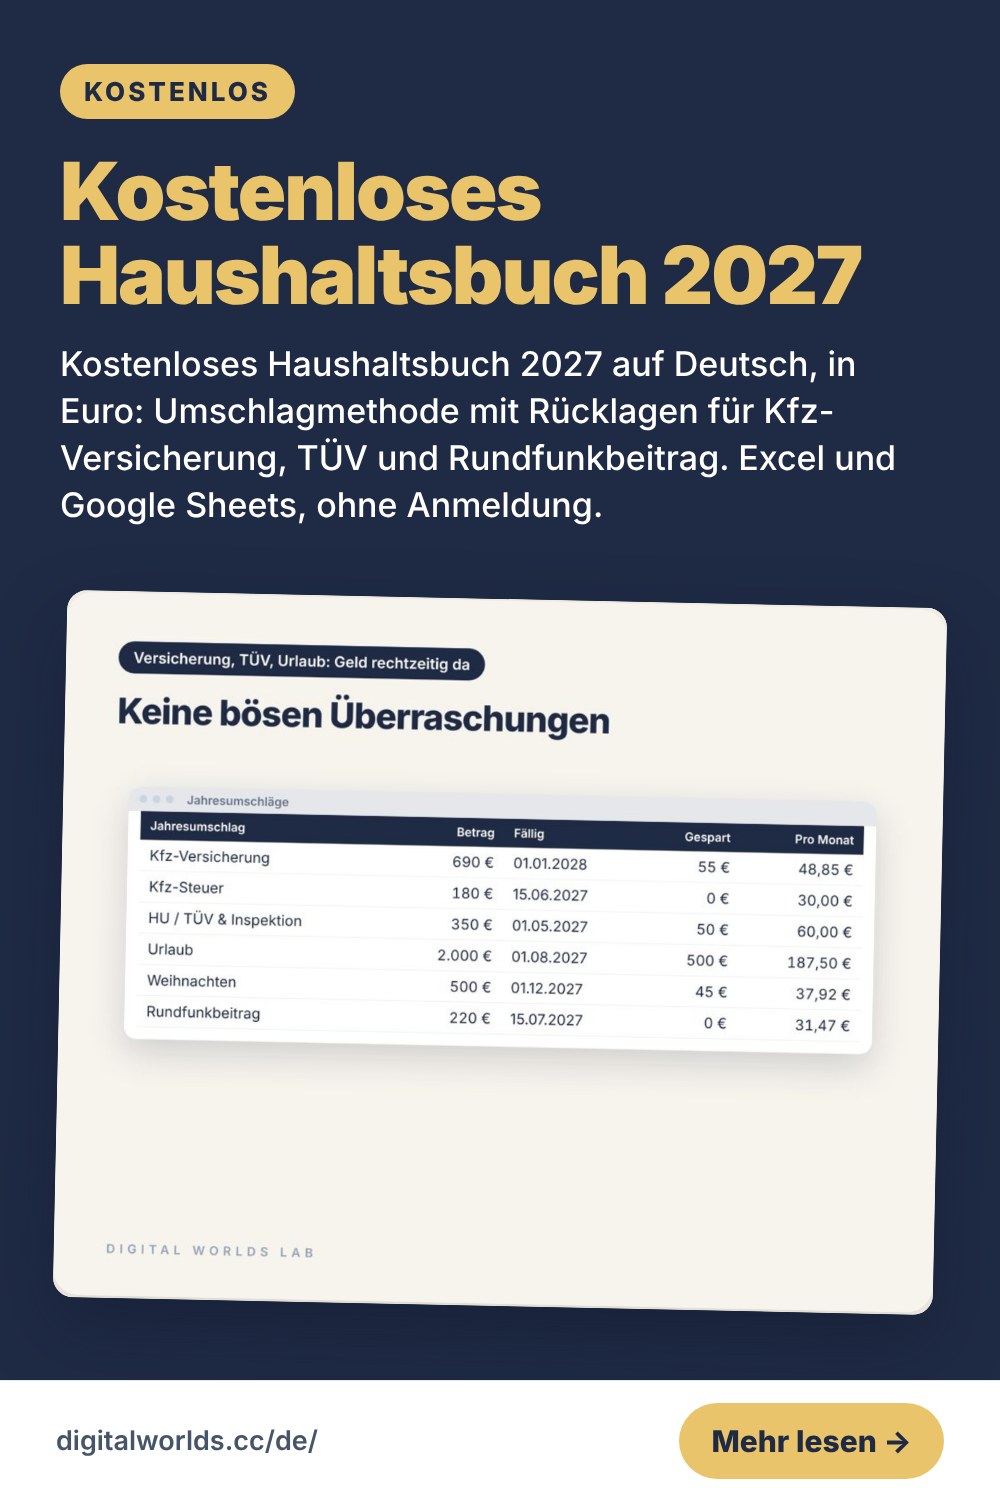 KOSTENLOS
Kostenloses
Haushaltsbuch 2027
Kostenloses Haushaltsbuch 2027 auf Deutsch, in
Euro: Umschlagmethode mit Rücklagen für Kfz-
Versicherung, TÜV und Rundfunkbeitrag. Excel und
Google Sheets, ohne Anmeldung.
Versicherung, TÜV, Urlaub: Geld rechtzeitig da
Keine bösen Überraschungen
Jahresumschläge
Jahresumschlag Betrag Fällig Gespart Pro Monat
Kfz-Versicherung 690 € 01.01.2028 55 € 48,85 €
Kfz-Steuer 180 € 15.06.2027 0 € 30,00 €
HU / TÜV & Inspektion 350 € 01.05.2027 50 € 60,00 €
Urlaub 2.000 € 01.08.2027 500 € 187,50 €
Weihnachten 500 € 01.12.2027 45 € 37,92 €
Rundfunkbeitrag 220 € 15.07.2027 0 € 31,47 €
DIGITAL WORLDS LAB
digitalworlds.cc/de/
Mehr lesen →